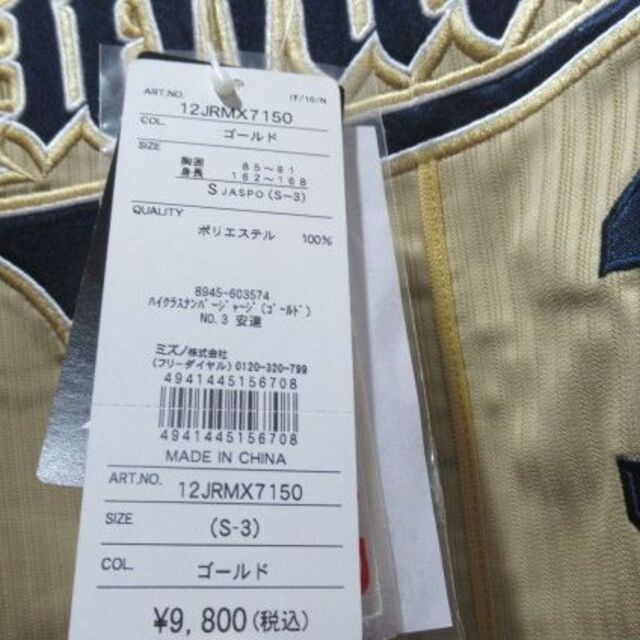 ART.NO. IT/10/N
12JRMX7150
COL. ゴールド
SIZE
胸囲 85~91
身長 162~168
S JASPO(S-3)
QUALITY
ポリエステル 100%
8945-603574
ハイクラスナンバージャージ(ゴールド)
NO.3 安達
ミズノ株式会社
(フリーダイヤル)0120-320-799
4941445156708
4941445156708
MADE IN CHINA
ART.NO. 12JRMX7150
SIZE (S-3)
COL. ゴールド
¥9,800(税込)